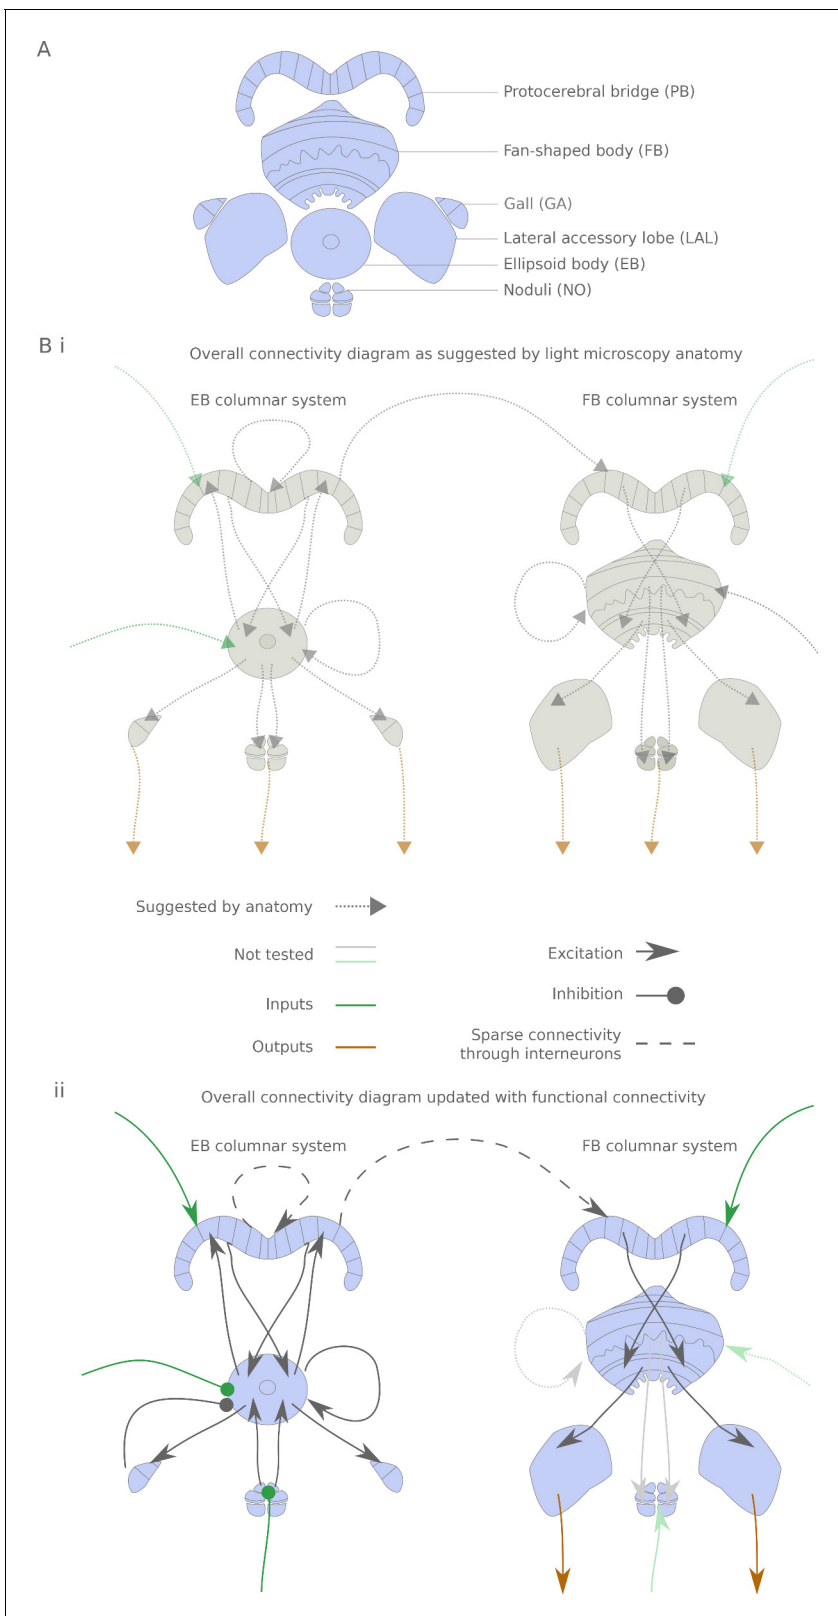 A
Protocerebral bridge (PB)
Fan-shaped body (FB)
Gall (GA)
Lateral accessory lobe (LAL)
Ellipsoid body (EB)
Noduli (NO)
B i
Overall connectivity diagram as suggested by light microscopy anatomy
EB columnar system
FB columnar system
Suggested by anatomy
Not tested
Excitation
Inputs
Inhibition
Outputs
Sparse connectivity
through interneurons
ii
Overall connectivity diagram updated with functional connectivity
EB columnar system
FB columnar system